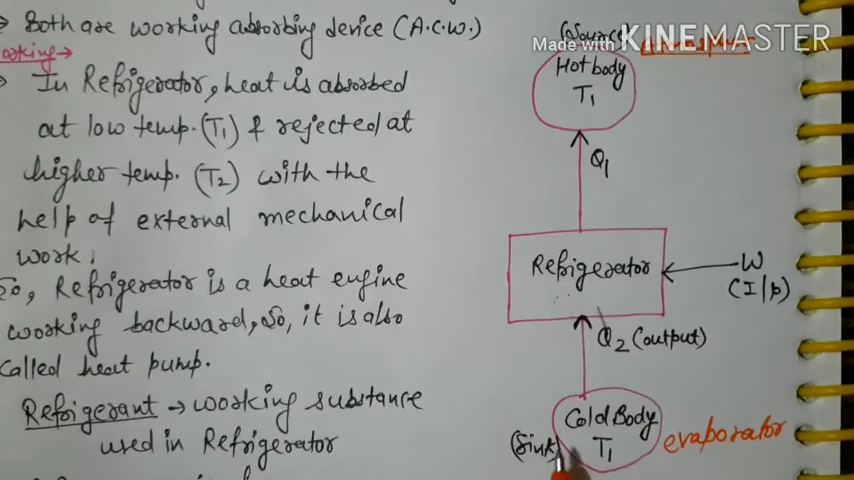 → Both are working absorbing device (A.C.W.)
orking →
In Refrigerator, heat is absorbed
at low temp. (T1) & rejected at
higher temp. (T2) with the
help of external mechanical
work.
So, Refrigerator is a heat engine
working backward, So, it is also
Called heat pump.
Refrigerant → working substance
used in Refrigerator
(Source)
Made with KINEMASTER
Hot body
T1
Q1
Refrigerator
W
(I/p)
Q2 (output)
Cold Body
T1
(Sink)
evaporator